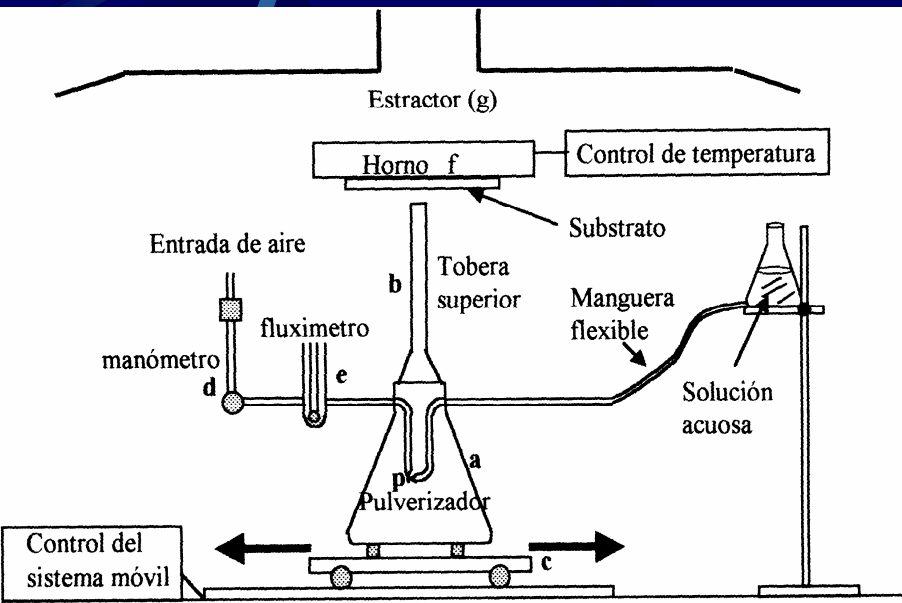 Estractor (g)
Horno f
Control de temperatura
Substrato
Entrada de aire
b
Tobera
superior
Manguera
flexible
fluximetro
manómetro
d
e
Solución
acuosa
a
p
Pulverizador
Control del
sistema móvil
c